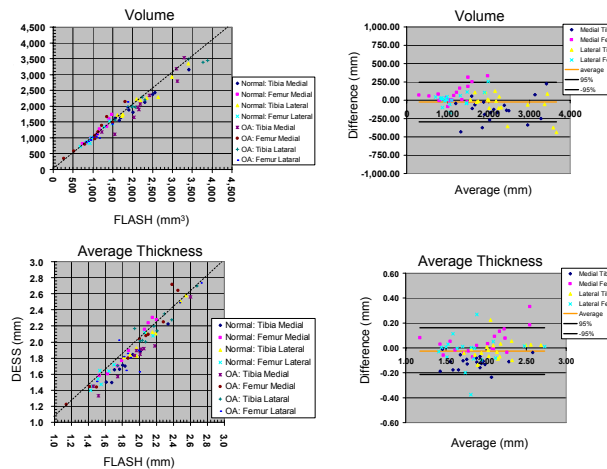 Volume
4,500
4,000
3,500
3,000
2,500
2,000
1,500
1,000
500
0
0
500
1,000
1,500
2,000
2,500
3,000
3,500
4,000
4,500
FLASH (mm³)
Normal: Tibia Medial
Normal: Femur Medial
Normal: Tibia Lateral
Normal: Femur Lateral
OA: Tibia Medial
OA: Femur Medial
OA: Tibia Lataral
OA: Femur Lataral
Volume
1,000.00
750.00
500.00
250.00
0.00
-250.00
-500.00
-750.00
-1,000.00
Difference (mm)
0 1,000 2,000 3,000 4,000
Average (mm)
Medial Tib
Medial Fe
Lateral Tib
Lateral Fe
average
95%
-95%
Average Thickness
3.0
2.8
2.6
2.4
2.2
2.0
1.8
1.6
1.4
1.2
1.0
DESS (mm)
1.0
1.2
1.4
1.6
1.8
2.0
2.2
2.4
2.6
2.8
3.0
FLASH (mm)
Normal: Tibia Medial
Normal: Femur Medial
Normal: Tibia Lateral
Normal: Femur Lateral
OA: Tibia Medial
OA: Femur Medial
OA: Tibia Lataral
OA: Femur Lataral
Average Thickness
0.60
0.40
0.20
0.00
-0.20
-0.40
-0.60
Difference (mm)
1.00 1.50 2.00 2.50 3.00
Average (mm)
Medial Tib
Medial Fe
Lateral Tib
Lateral Fe
Average
95%
-95%